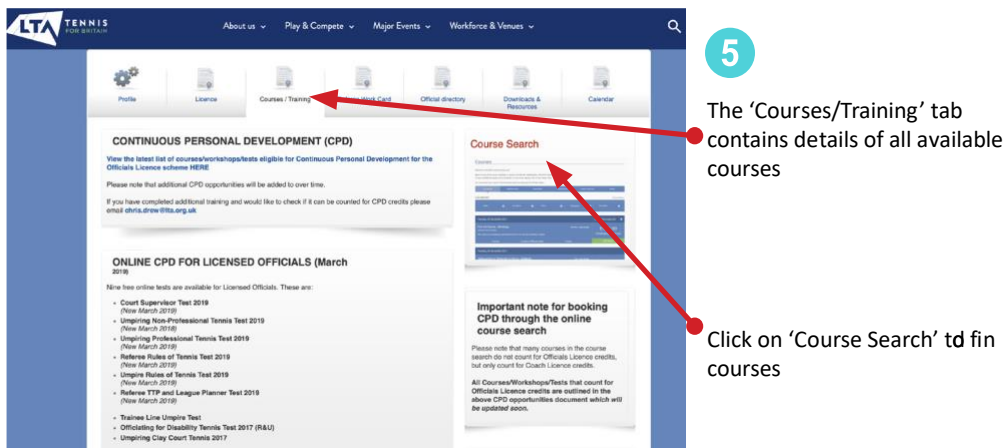 LTA TENNIS
FOR BRITAIN
About us
Play & Compete
Major Events
Workforce & Venues
Profile
Licence
Courses / Training
Work Card
Official directory
Downloads &
Resources
Calendar
5
The ‘Courses/Training’ tab
contains details of all available
courses
CONTINUOUS PERSONAL DEVELOPMENT (CPD)
View the latest list of courses/workshops/tests eligible for Continuous Personal Development for the
Officials Licence scheme HERE
Please note that additional CPD opportunities will be added to over time.
If you have completed additional training and would like to check if it can be counted for CPD credits please
email chris.drew@lta.org.uk
Course Search
Courses
ONLINE CPD FOR LICENSED OFFICIALS (March
2019)
Nine free online tests are available for Licensed Officials. These are:
- Court Supervisor Test 2019
(New March 2019)
- Umpiring Non-Professional Tennis Test 2019
(New March 2018)
- Umpiring Professional Tennis Test 2019
(New March 2019)
- Referee Rules of Tennis Test 2019
(New March 2019)
- Umpire Rules of Tennis Test 2019
(New March 2019)
- Referee TTP and League Planner Test 2019
(New March 2019)
- Trainee Line Umpire Test
- Officiating for Disability Tennis Test 2017 (R&U)
- Umpiring Clay Court Tennis 2017
Important note for booking
CPD through the online
course search
Please note that many courses in the course
search do not count for Officials Licence credits,
but only count for Coach Licence credits.
All Courses/Workshops/Tests that count for
Officials Licence credits are outlined in the
above CPD opportunities document which will
be updated soon.
Click on ‘Course Search’ td fin
courses